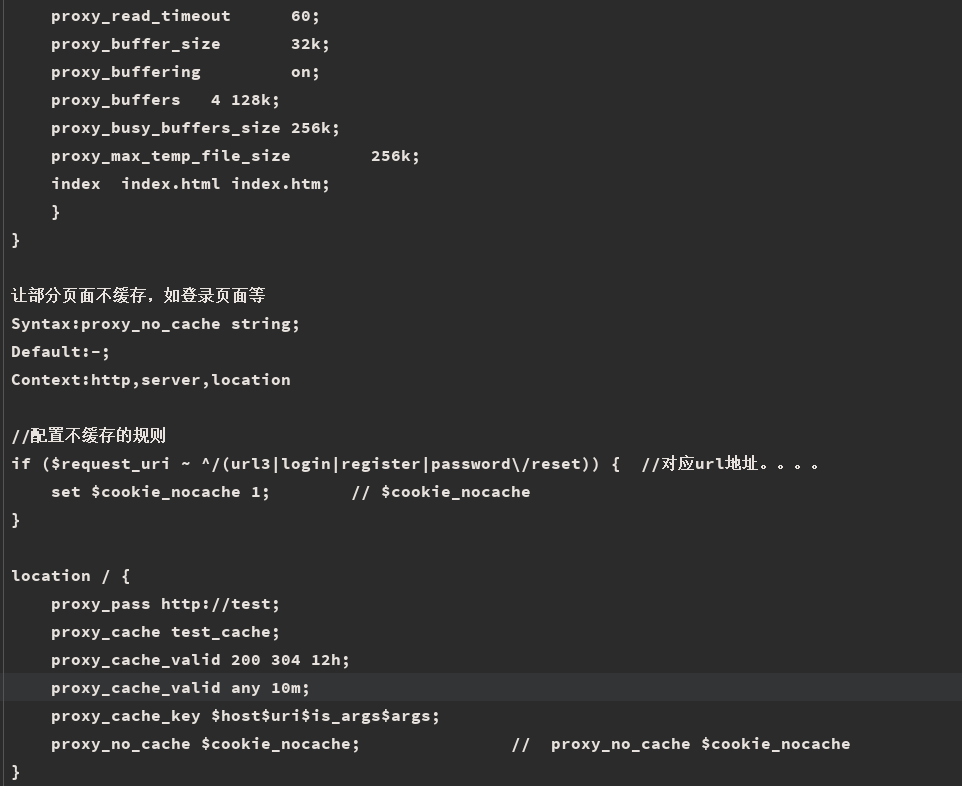 proxy_read_timeout      60;
proxy_buffer_size       32k;
proxy_buffering         on;
proxy_buffers   4 128k;
proxy_busy_buffers_size 256k;
proxy_max_temp_file_size        256k;
index  index.html index.htm;
}
}
让部分页面不缓存，如登录页面等
Syntax:proxy_no_cache string;
Default:-;
Context:http,server,location
//配置不缓存的规则
if ($request_uri ~ ^/(url3|login|register|password\/reset)) {  //对应url地址。。。。
set $cookie_nocache 1;        // $cookie_nocache
}
location / {
proxy_pass http://test;
proxy_cache test_cache;
proxy_cache_valid 200 304 12h;
proxy_cache_valid any 10m;
proxy_cache_key $host$uri$is_args$args;
proxy_no_cache $cookie_nocache;               //  proxy_no_cache $cookie_nocache
}